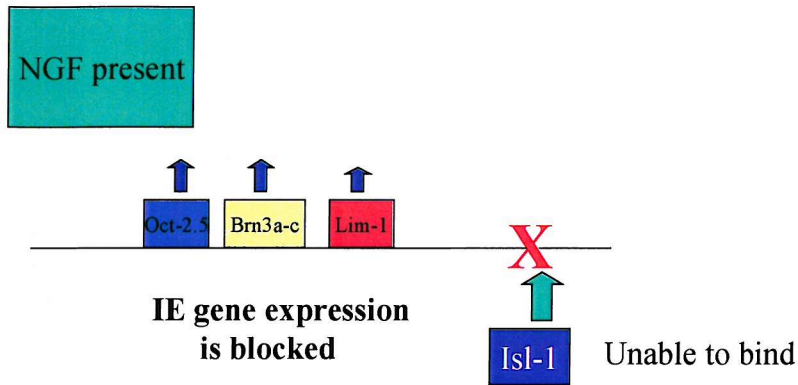 NGF present
Oct-2.5 Brn3a-c Lim-1
X
IE gene expression
is blocked
Isl-1 Unable to bind